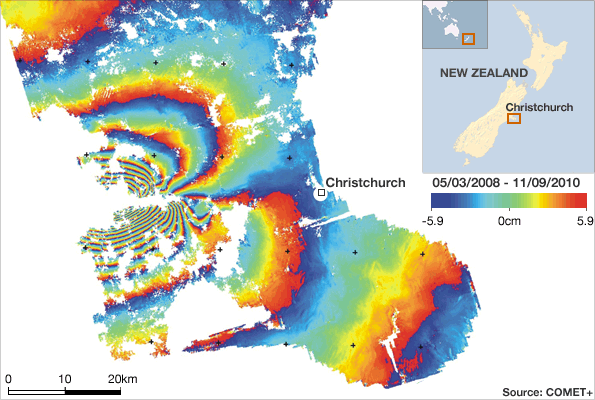 NEW ZEALAND
Christchurch
Christchurch
05/03/2008 - 11/09/2010
-5.9 0cm 5.9
0 10 20km
Source: COMET+